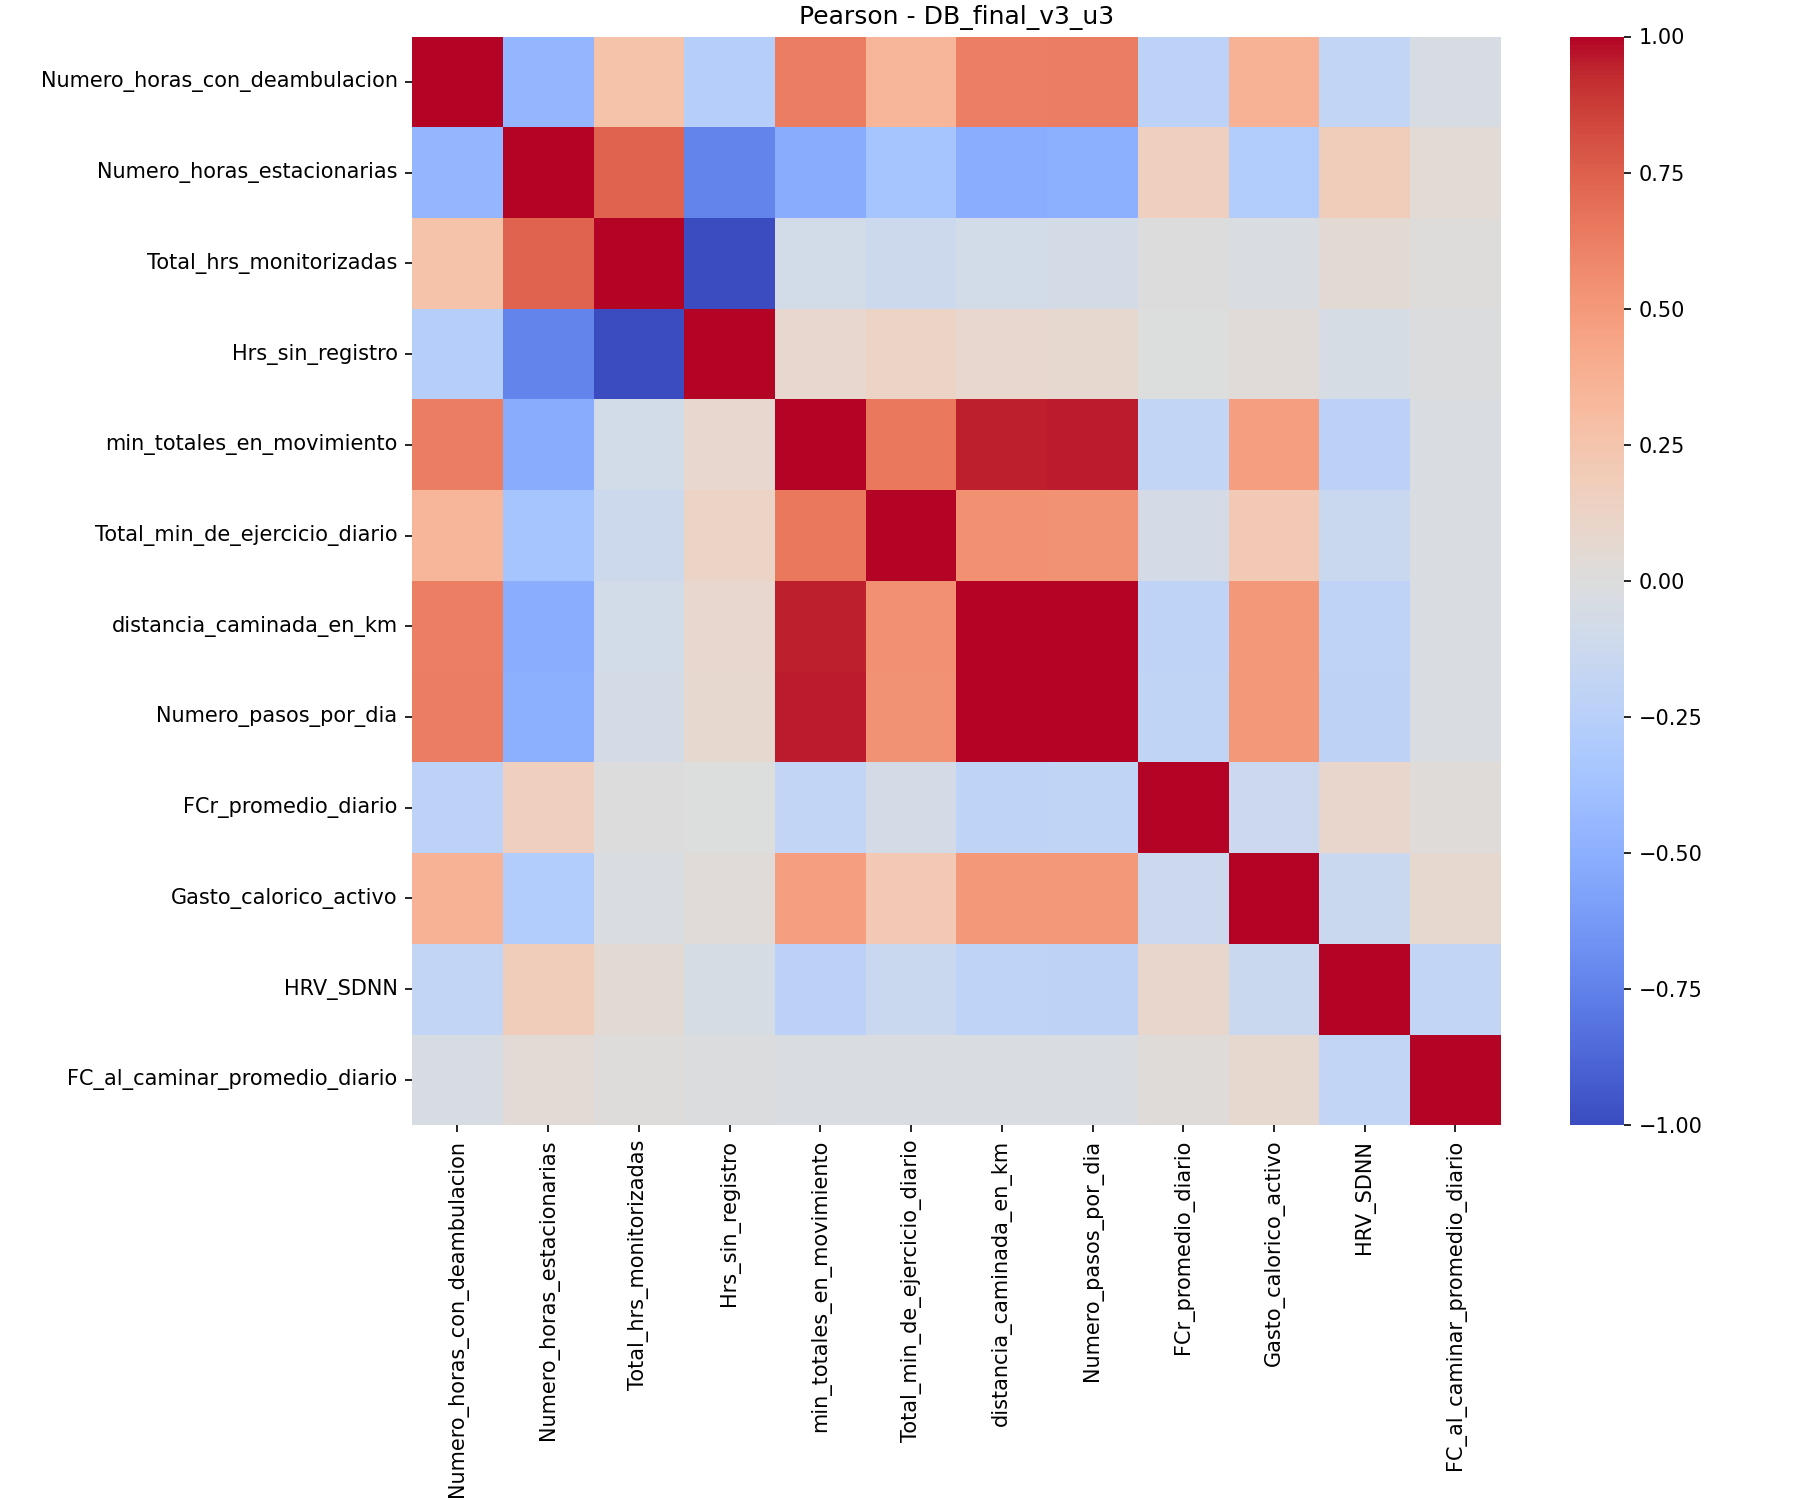 Pearson - DB_final_v3_u3
Numero_horas_con_deambulacion
Numero_horas_estacionarias
Total_hrs_monitorizadas
Hrs_sin_registro
min_totales_en_movimiento
Total_min_de_ejercicio_diario
distancia_caminada_en_km
Numero_pasos_por_dia
FCr_promedio_diario
Gasto_calorico_activo
HRV_SDNN
FC_al_caminar_promedio_diario
Numero_horas_con_deambulacion
Numero_horas_estacionarias
Total_hrs_monitorizadas
Hrs_sin_registro
min_totales_en_movimiento
Total_min_de_ejercicio_diario
distancia_caminada_en_km
Numero_pasos_por_dia
FCr_promedio_diario
Gasto_calorico_activo
HRV_SDNN
FC_al_caminar_promedio_diario
1.00
0.75
0.50
0.25
0.00
−0.25
−0.50
−0.75
−1.00